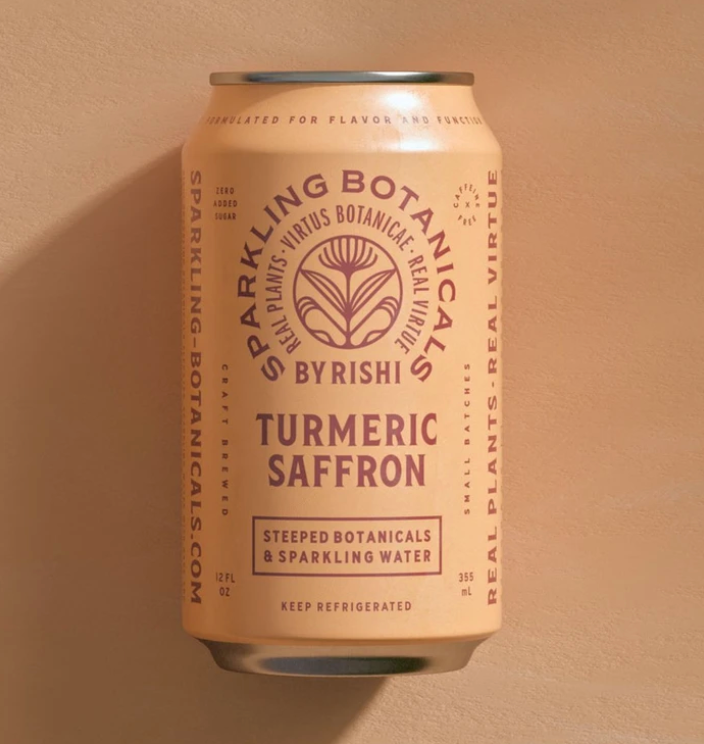 FORMULATED FOR FLAVOR AND FUNCTION
SPARKLING BOTANICALS
REAL PLANTS · VIRTUS BOTANICAE · REAL VIRTUE
BY RISHI
ZERO
ADDED
SUGAR
CAFFEINE
X
FREE
SPARKLING-BOTANICALS.COM
CRAFT BREWED
TURMERIC
SAFFRON
SMALL BATCHES
REAL PLANTS · REAL VIRTUE
STEEPED BOTANICALS
& SPARKLING WATER
12 FL
OZ
355
mL
KEEP REFRIGERATED